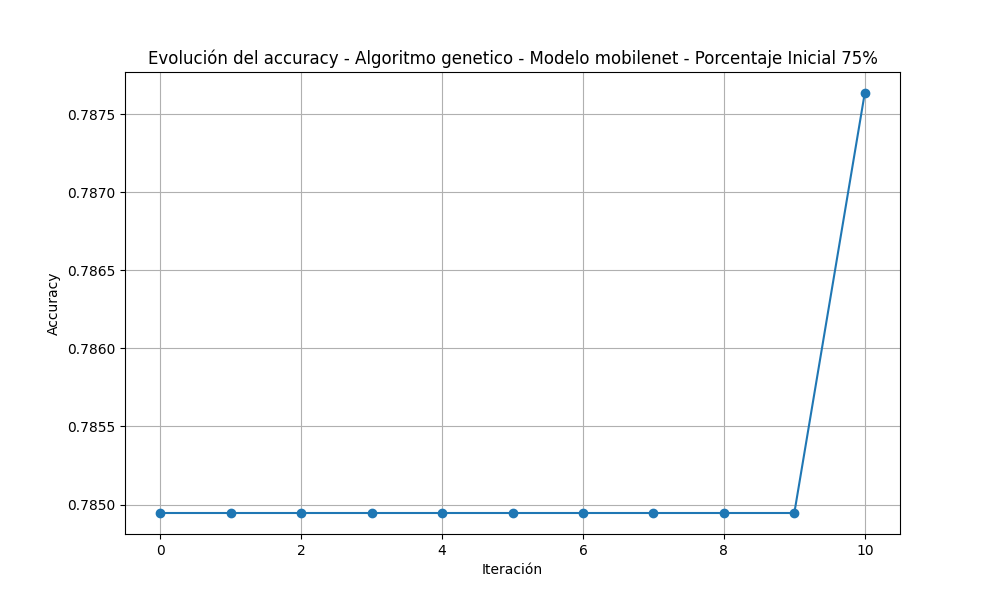 Evolución del accuracy - Algoritmo genetico - Modelo mobilenet - Porcentaje Inicial 75%
0.7875
0.7870
0.7865
0.7860
0.7855
0.7850
Accuracy
0 2 4 6 8 10
Iteración